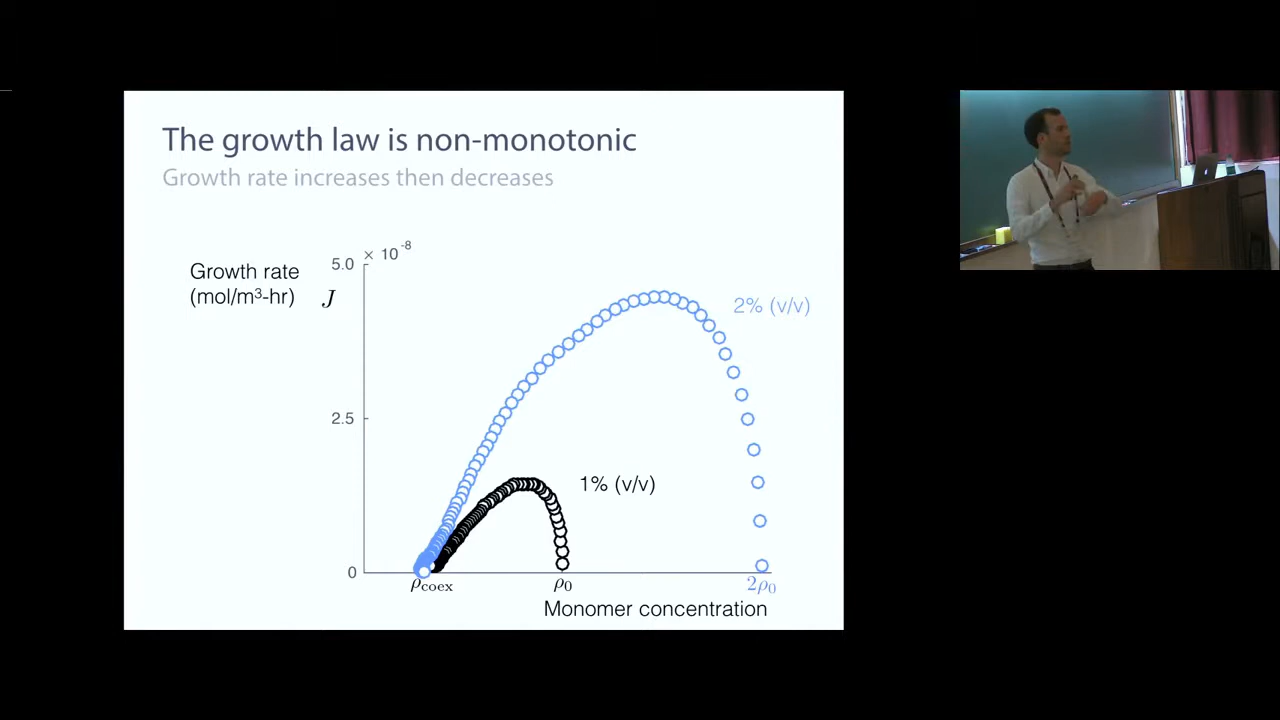 The growth law is non-monotonic
Growth rate increases then decreases
Growth rate
(mol/m³-hr) J
5.0 × 10⁻⁸
2.5
0
2% (v/v)
1% (v/v)
ρcoex ρ₀ 2ρ₀
Monomer concentration